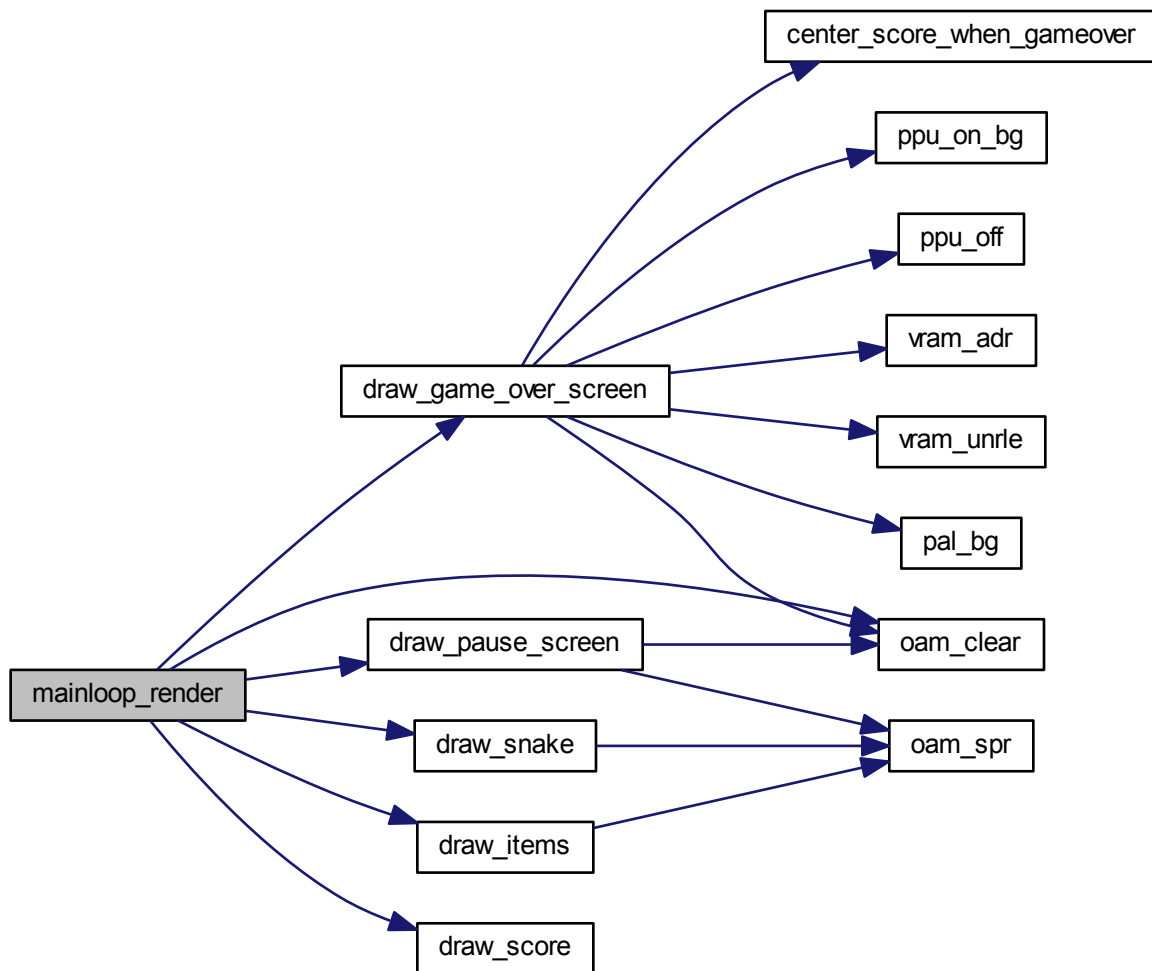 center_score_when_gameover
ppu_on_bg
ppu_off
vram_adr
draw_game_over_screen
vram_unrle
pal_bg
draw_pause_screen
oam_clear
mainloop_render
draw_snake
oam_spr
draw_items
draw_score